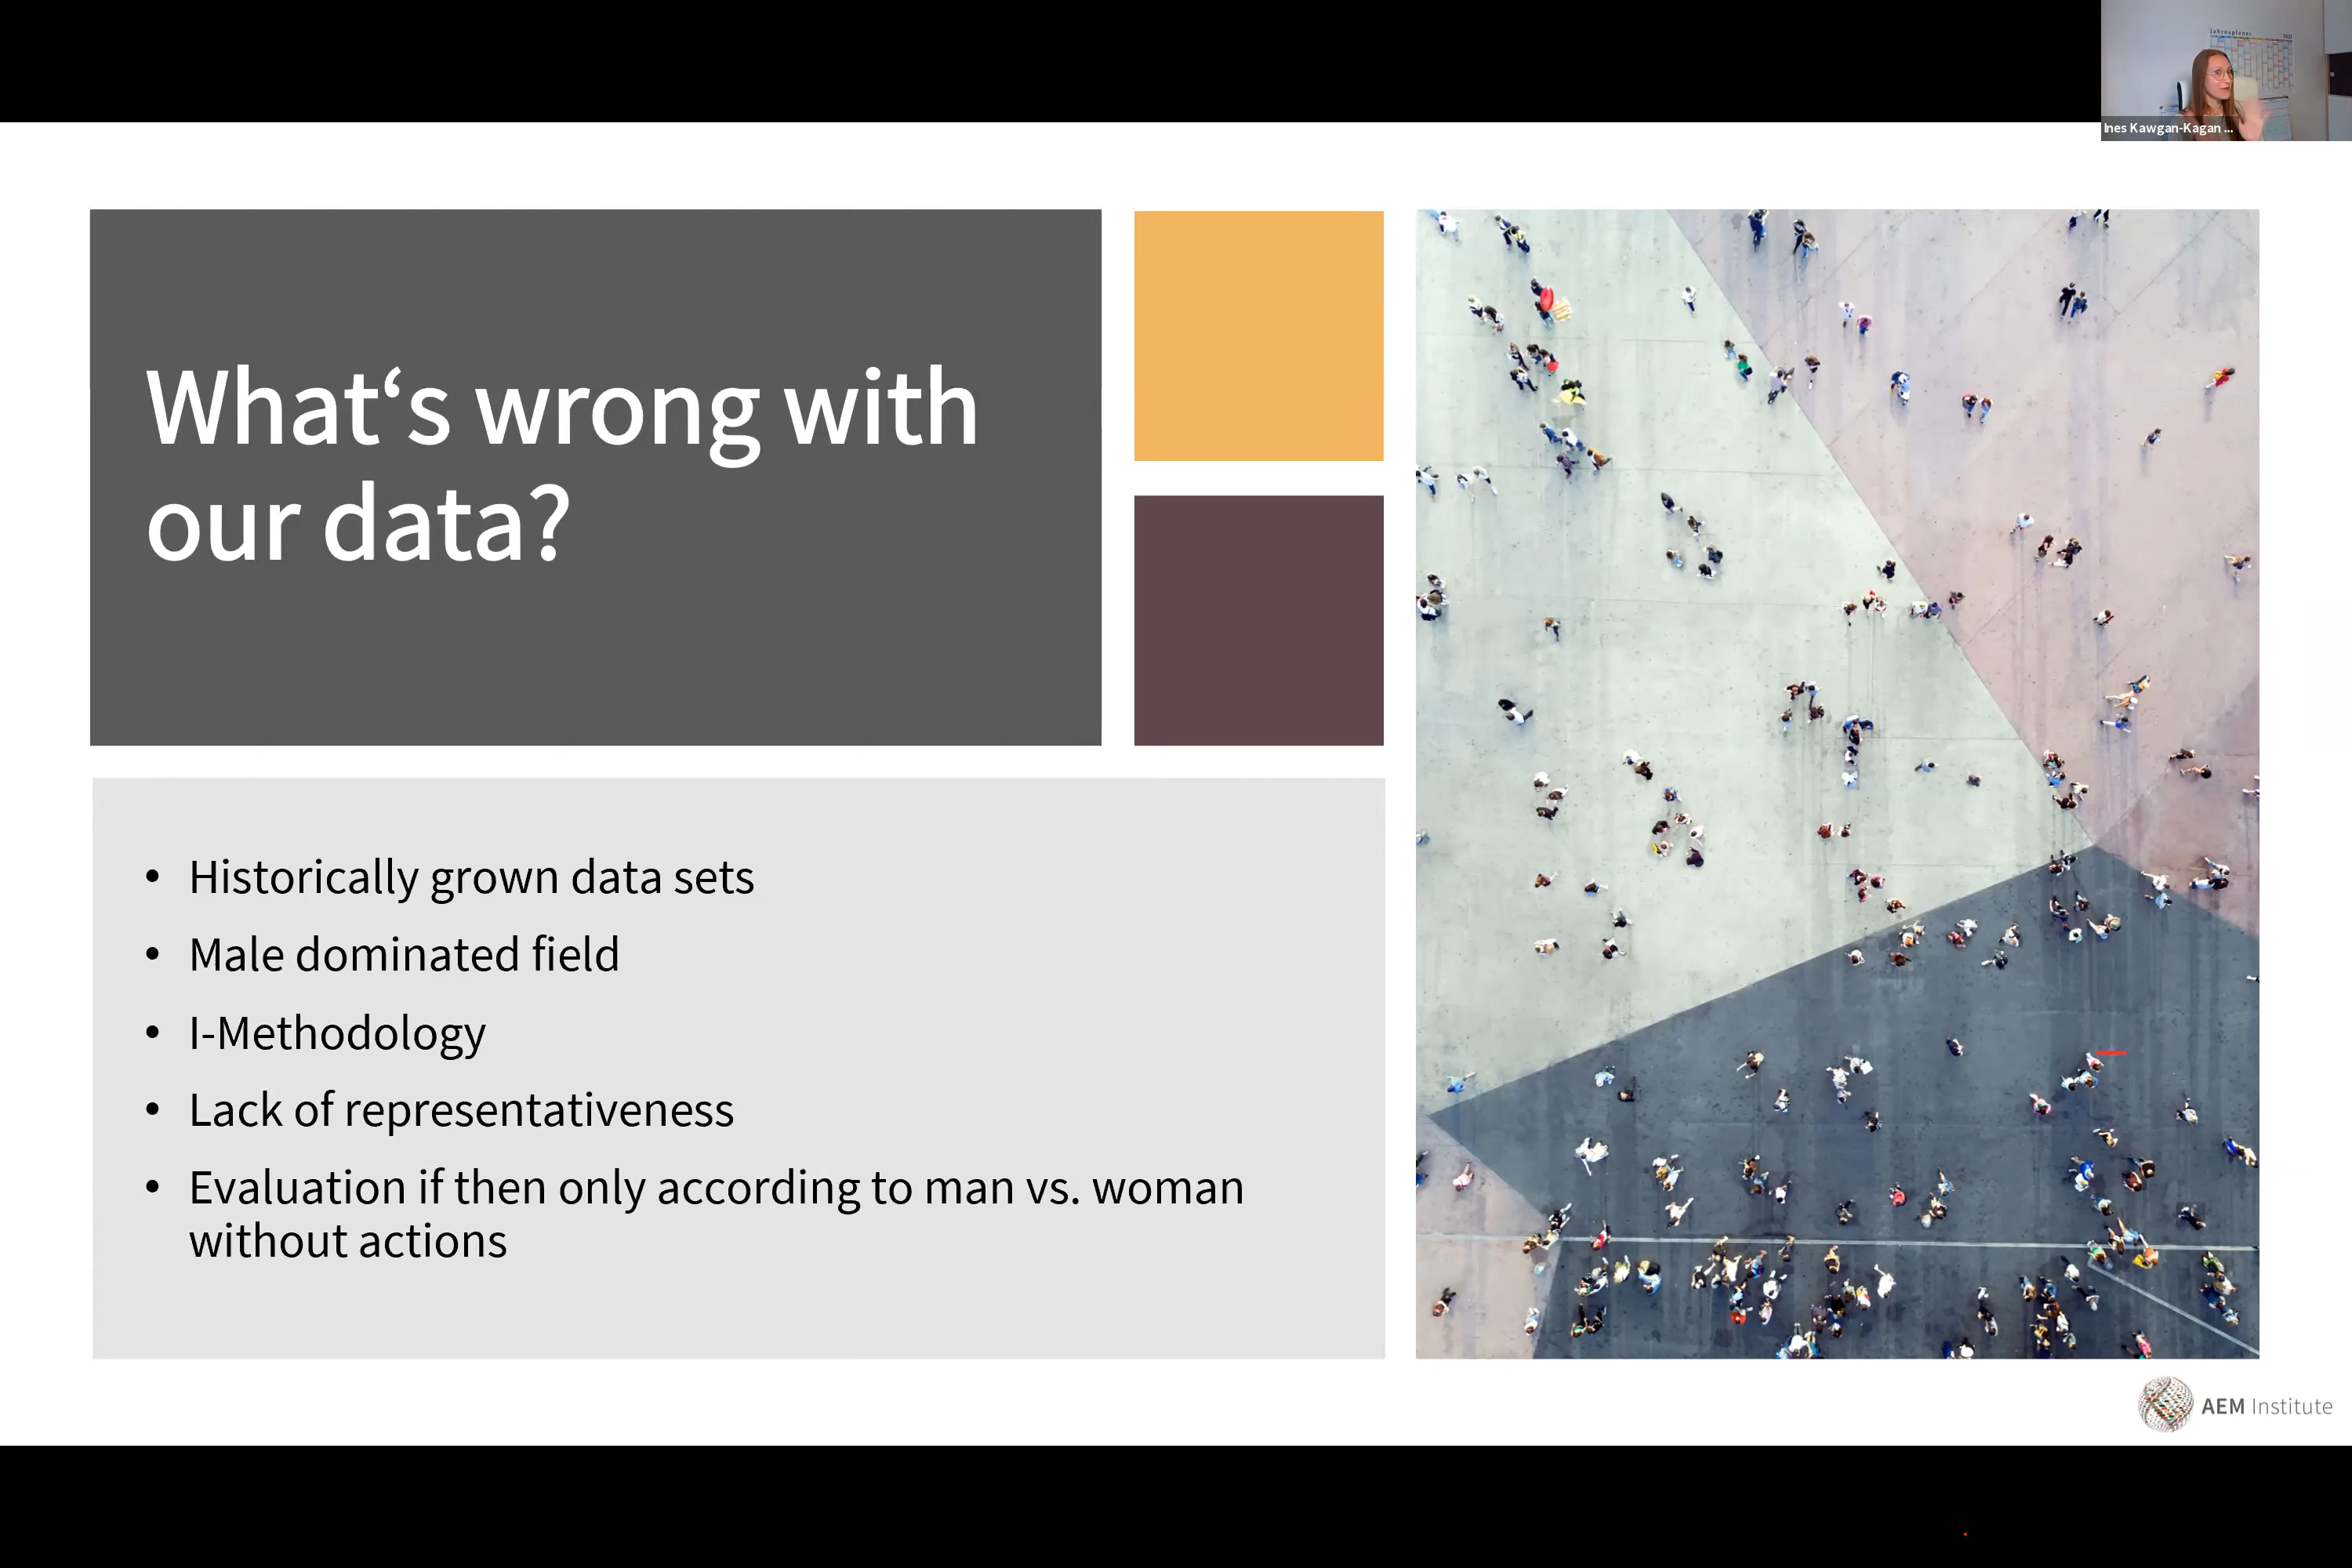 Jahresplaner
Ines Kawgan-Kagan ...
What‘s wrong with
our data?
• Historically grown data sets
• Male dominated field
• I-Methodology
• Lack of representativeness
• Evaluation if then only according to man vs. woman
without actions
AEM Institute